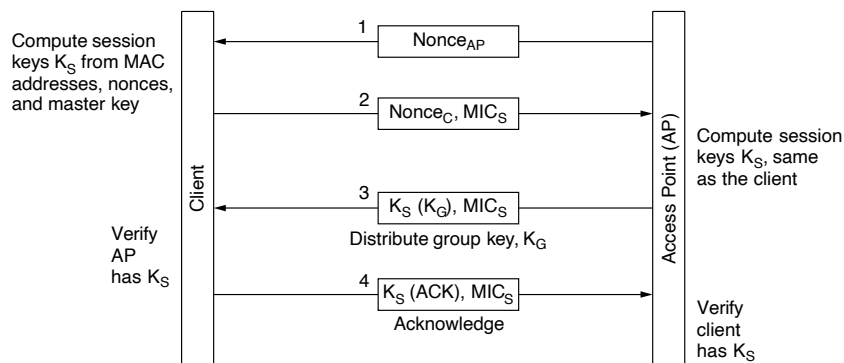 1
Nonce_AP
Compute session
keys K_S from MAC
addresses, nonces,
and master key
2
Nonce_C, MIC_S
Client
Access Point (AP)
Compute session
keys K_S, same
as the client
3
K_S (K_G), MIC_S
Distribute group key, K_G
Verify
AP
has K_S
4
K_S (ACK), MIC_S
Acknowledge
Verify
client
has K_S